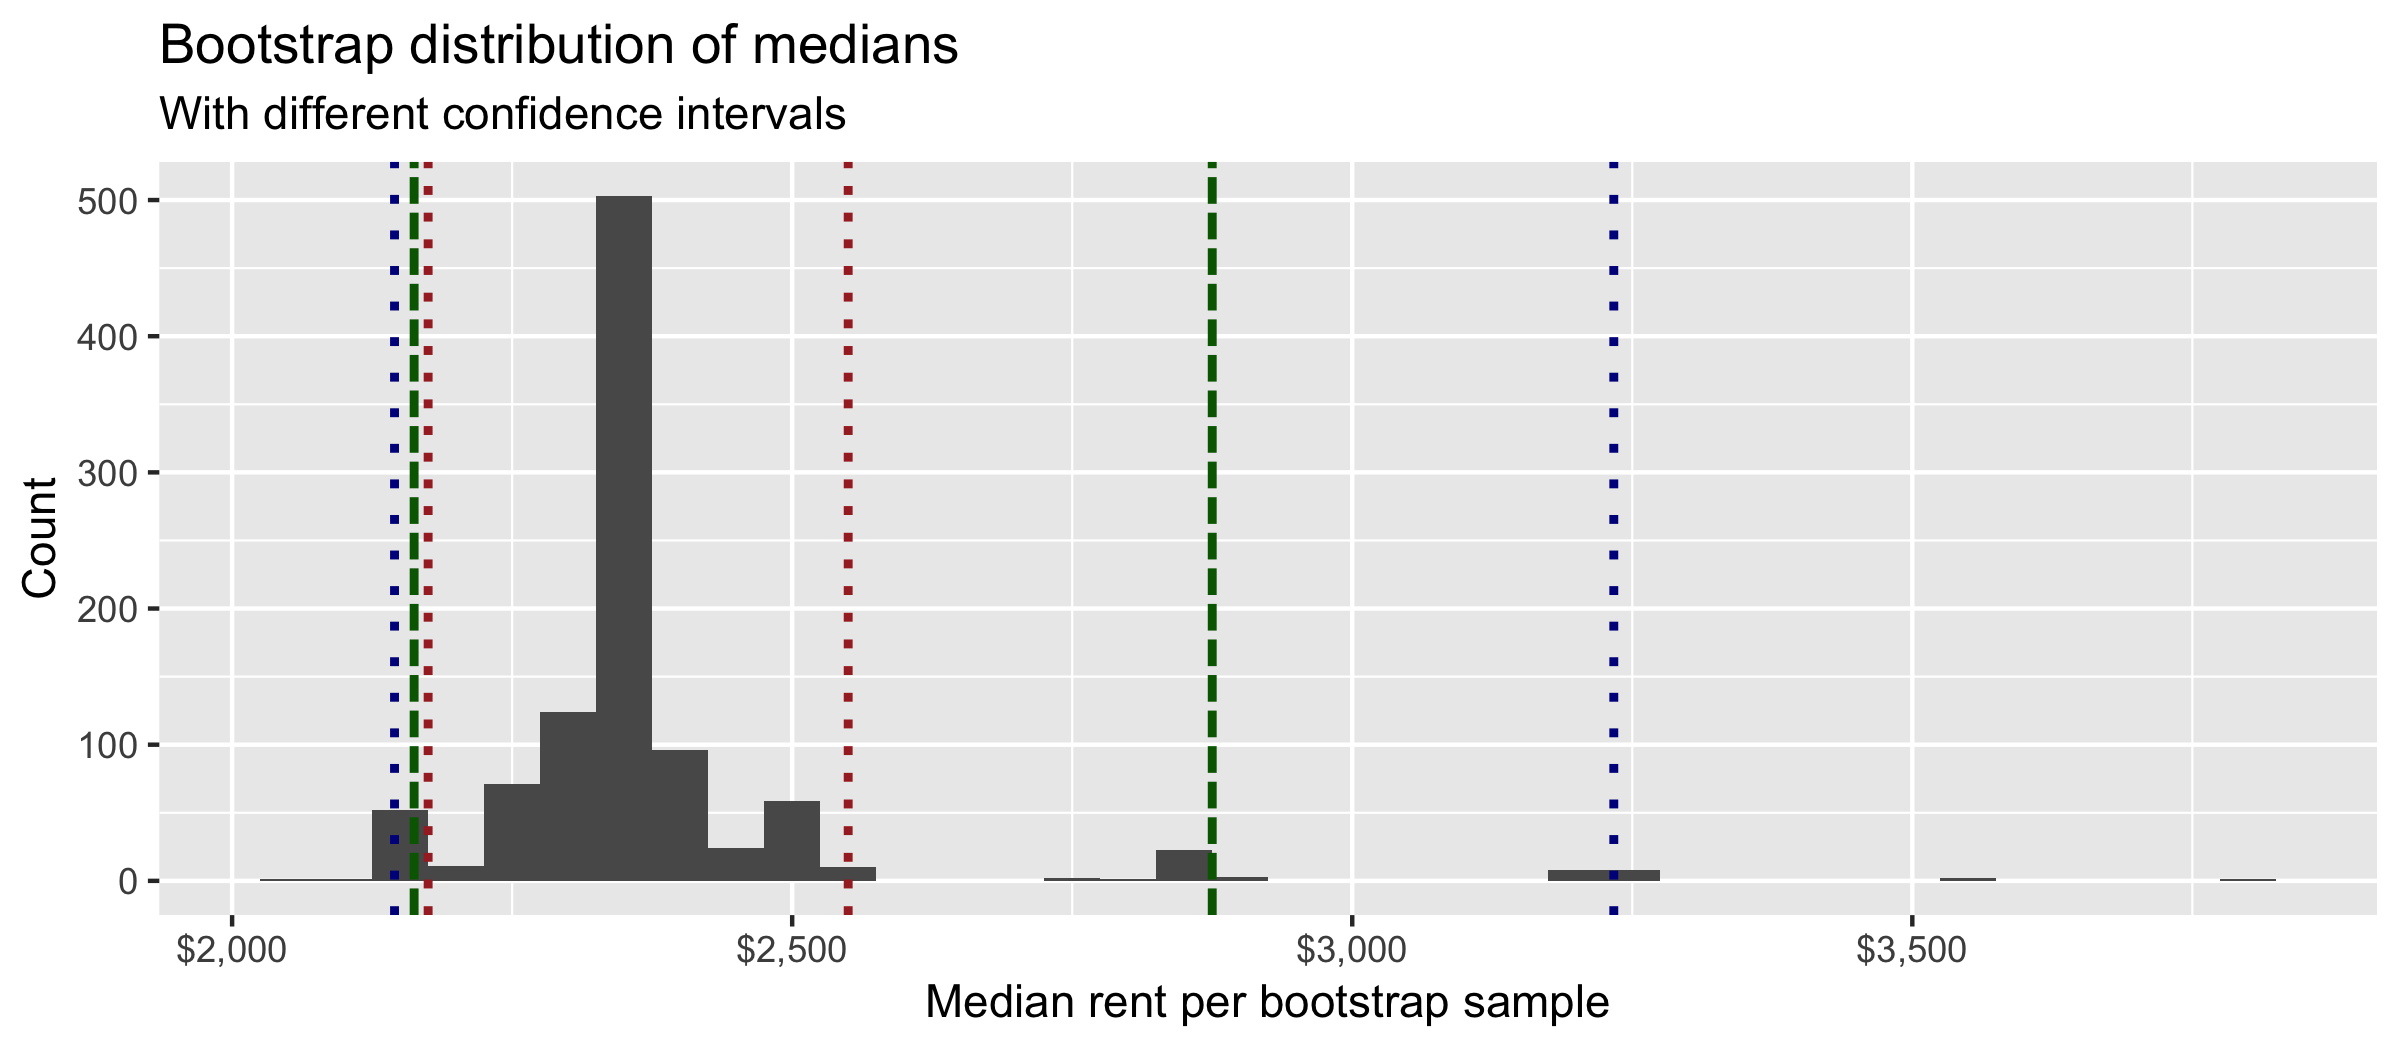 Bootstrap distribution of medians
With different confidence intervals
500
400
300
200
100
0
Count
$2,000
$2,500
$3,000
$3,500
Median rent per bootstrap sample